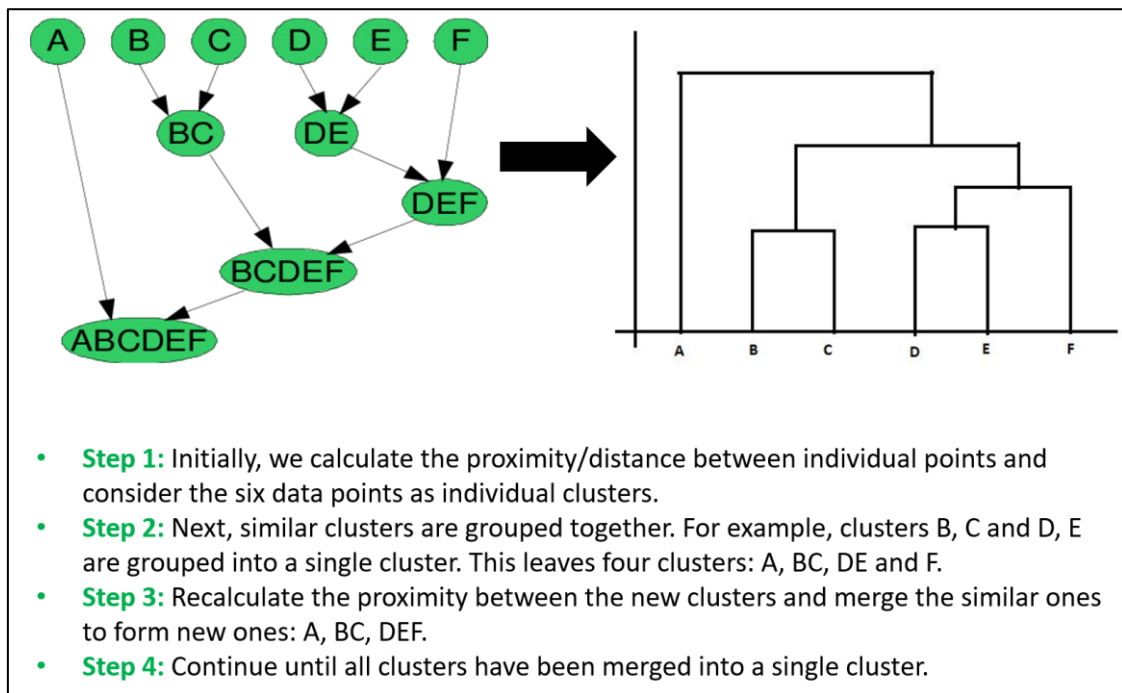 A B C D E F
BC DE
DEF
BCDEF
ABCDEF
A B C D E F
• Step 1: Initially, we calculate the proximity/distance between individual points and
consider the six data points as individual clusters.
• Step 2: Next, similar clusters are grouped together. For example, clusters B, C and D, E
are grouped into a single cluster. This leaves four clusters: A, BC, DE and F.
• Step 3: Recalculate the proximity between the new clusters and merge the similar ones
to form new ones: A, BC, DEF.
• Step 4: Continue until all clusters have been merged into a single cluster.